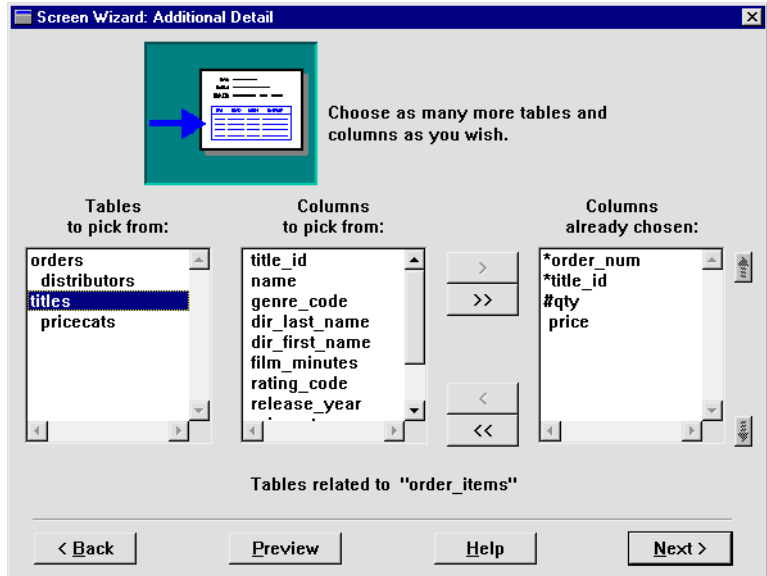 Screen Wizard: Additional Detail
Choose as many more tables and
columns as you wish.
Tables
to pick from:
orders
distributors
titles
pricecats
Columns
to pick from:
title_id
name
genre_code
dir_last_name
dir_first_name
film_minutes
rating_code
release_year
>
>>
<
<<
Columns
already chosen:
*order_num
*title_id
#qty
price
Tables related to "order_items"
< Back
Preview
Help
Next >